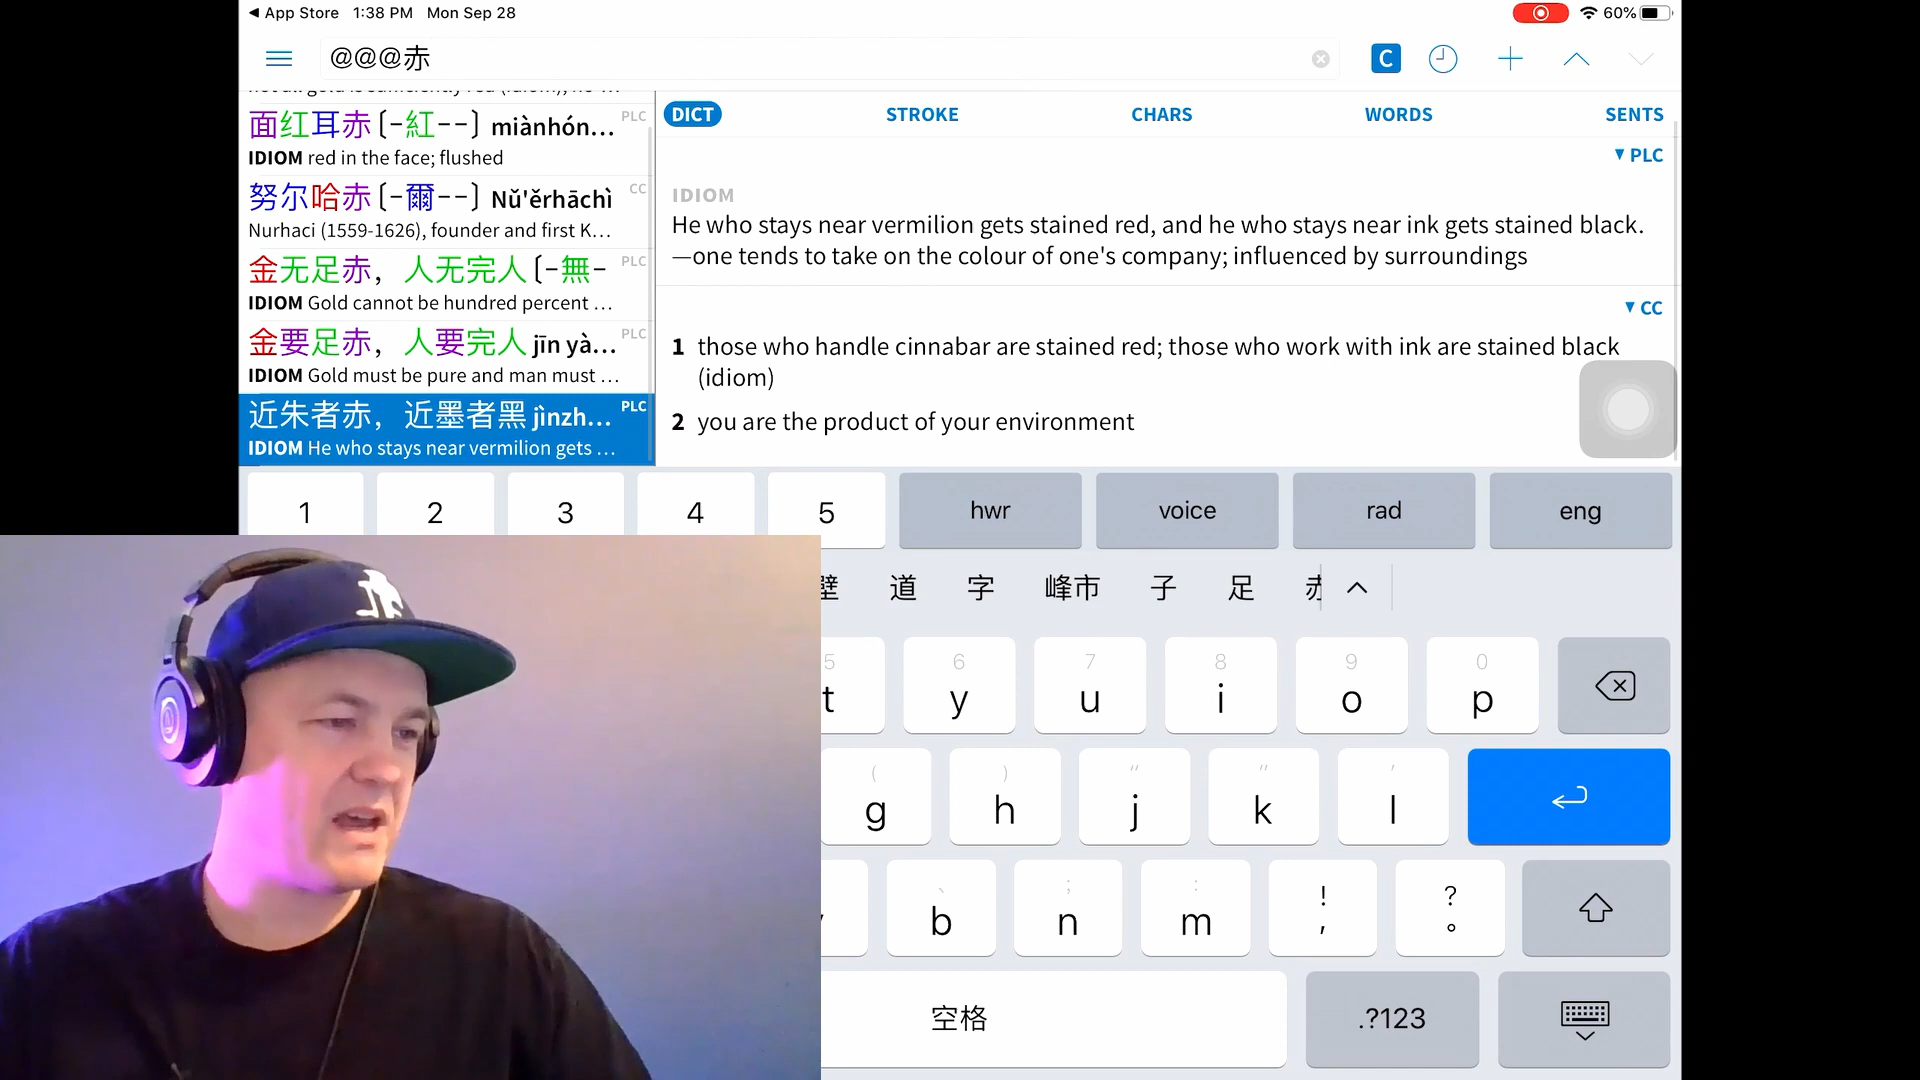 App Store 1:38 PM Mon Sep 28
60%
@@@赤
C
面红耳赤〔-紅--〕 miànhón... PLC
IDIOM red in the face; flushed
努尔哈赤〔-爾--〕 Nǔ'ěrhāchì CC
Nurhaci (1559-1626), founder and first K...
金无足赤，人无完人〔-無- PLC
IDIOM Gold cannot be hundred percent ...
金要足赤，人要完人 jīn yà... PLC
IDIOM Gold must be pure and man must ...
近朱者赤，近墨者黑 jìnzh... PLC
IDIOM He who stays near vermilion gets ...
DICT STROKE CHARS WORDS SENTS
▼ PLC
IDIOM
He who stays near vermilion gets stained red, and he who stays near ink gets stained black.
—one tends to take on the colour of one's company; influenced by surroundings
▼ CC
1 those who handle cinnabar are stained red; those who work with ink are stained black
(idiom)
2 you are the product of your environment
1 2 3 4 5 hwr voice rad eng
道 字 峰市 子 足
5 6 7 8 9 0
t y u i o p
( ) “ ” ’
g h j k l
、 ; : ! ?
b n m , 。
空格 .?123